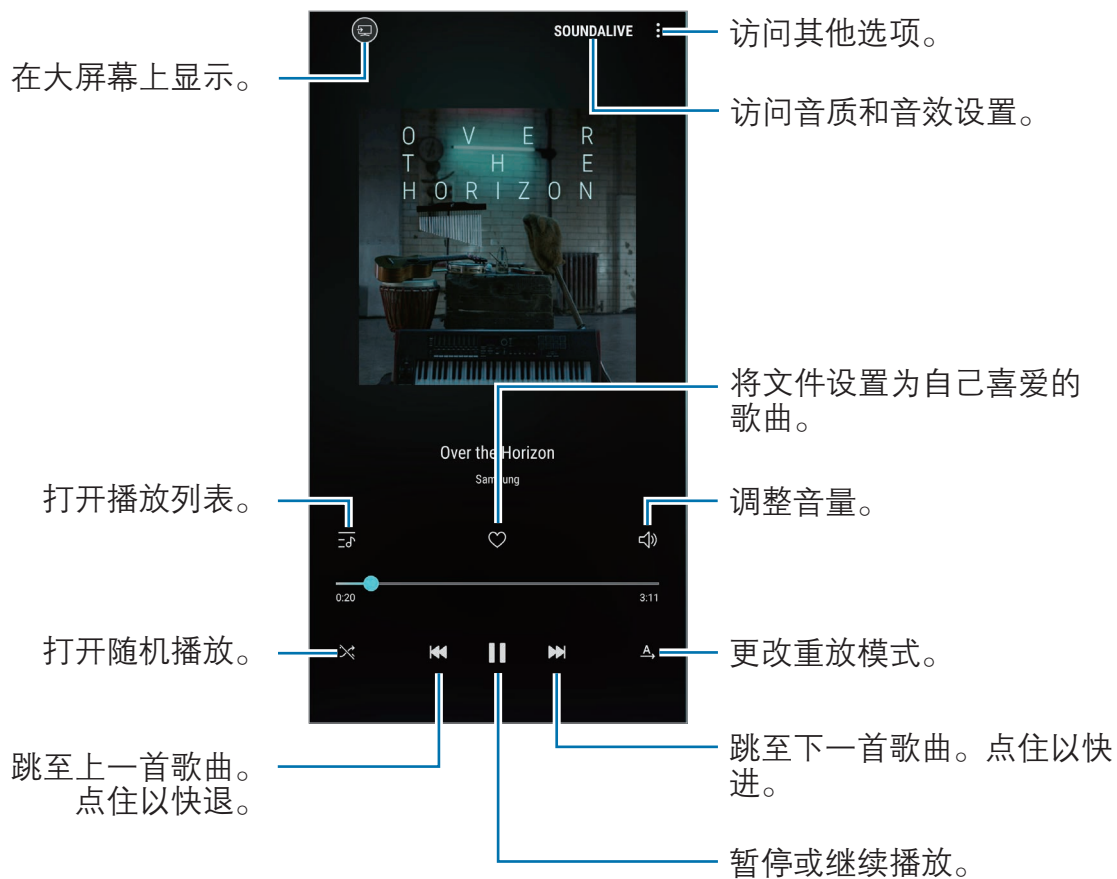 SOUNDALIVE
访问其他选项。
在大屏幕上显示。
访问音质和音效设置。
OVER
THE
HORIZON
将文件设置为自己喜爱的
歌曲。
Over the Horizon
Samsung
打开播放列表。
调整音量。
0:20
3:11
打开随机播放。
A
更改重放模式。
跳至上一首歌曲。
点住以快退。
跳至下一首歌曲。点住以快
进。
暂停或继续播放。